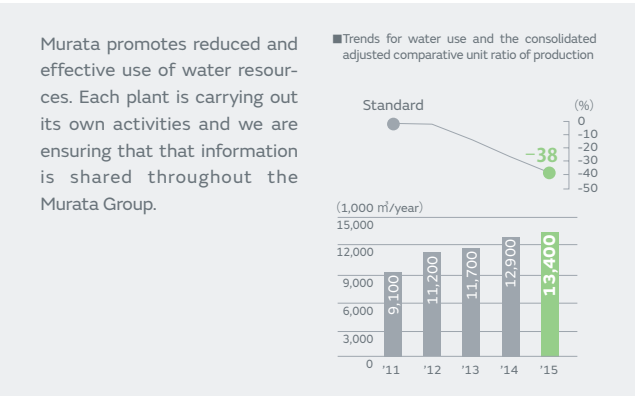 Murata promotes reduced and
effective use of water resour-
ces. Each plant is carrying out
its own activities and we are
ensuring that that information
is shared throughout the
Murata Group.
■Trends for water use and the consolidated
adjusted comparative unit ratio of production
Standard
(%)
0
-10
-20
-30
-40
-50
-38
(1,000 ㎥/year)
15,000
12,000
9,000
6,000
3,000
0
9,100
11,200
11,700
12,900
13,400
'11 '12 '13 '14 '15